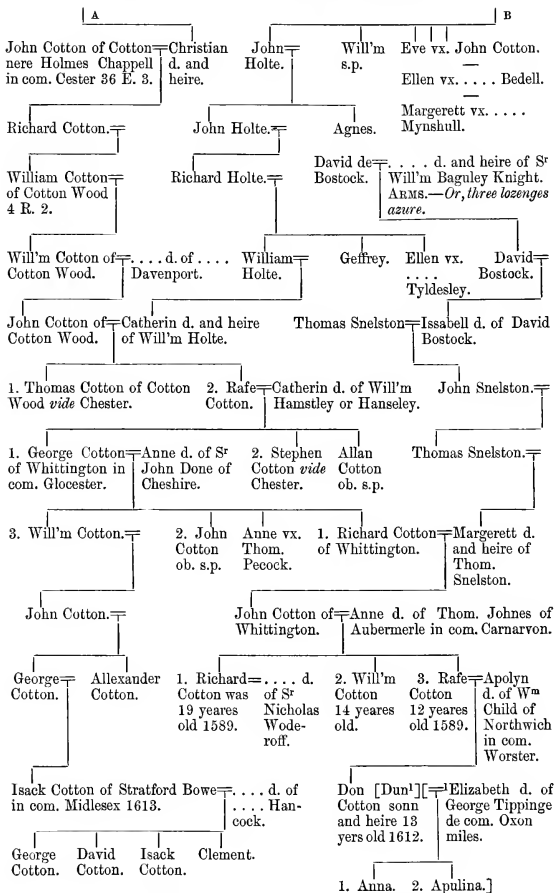 A B
John Cotton of Cotton Christian John Will'm Eve vx. John Cotton.
nere Holmes Chappell d. and Holte. s.p. —
in com. Cester 36 E. 3. heire. Ellen vx. . . . . . Bedell.
—
Margerett vx. . . . .
Richard Cotton. John Holte. Agnes. Mynshull.
David de . . . . d. and heire of Sr
William Cotton Richard Holte. Bostock. Will'm Baguley Knight.
of Cotton Wood ARMS.—Or, three lozenges
4 R. 2. azure.
Will'm Cotton of . . . . d. of . . . . William Geffrey. Ellen vx. David
Cotton Wood. Davenport. Holte. . . . . Bostock.
Tyldesley.
John Cotton of Catherin d. and heire Thomas Snelston Issabell d. of David
Cotton Wood. of Will'm Holte. Bostock.
1. Thomas Cotton of Cotton 2. Rafe Catherin d. of Will'm John Snelston.
Wood vide Chester. Cotton. Hamstley or Hanseley.
1. George Cotton Anne d. of Sr 2. Stephen Allan Thomas Snelston.
of Whittington in John Done of Cotton vide Cotton
com. Glocester. Cheshire. Chester. ob. s.p.
3. Will'm Cotton. 2. John Anne vx. 1. Richard Cotton Margerett d.
Cotton Thom. of Whittington. and heire of
ob. s.p. Pecock. Thom.
Snelston.
John Cotton. John Cotton of Anne d. of Thom. Johnes of
Whittington. Aubermerle in com. Carnarvon.
George Allexander 1. Richard= . . . . d. 2. Will'm 3. Rafe Apolyn
Cotton. Cotton. Cotton was of Sr Cotton Cotton d. of Wm
19 yeares Nicholas 14 yeares 12 yeares Child of
old 1589. Wode- old. old 1589. Northwich
roff. in com.
Worster.
Isack Cotton of Stratford Bowe . . . . d. of Don [Dun1][ 1Elizabeth d. of
in com. Midlesex 1613. . . . . Han- Cotton sonn George Tippinge
cock. and heire 13 de com. Oxon
yers old 1612. miles.
George David Isack Clement.
Cotton. Cotton. Cotton.
1. Anna. 2. Apulina.]